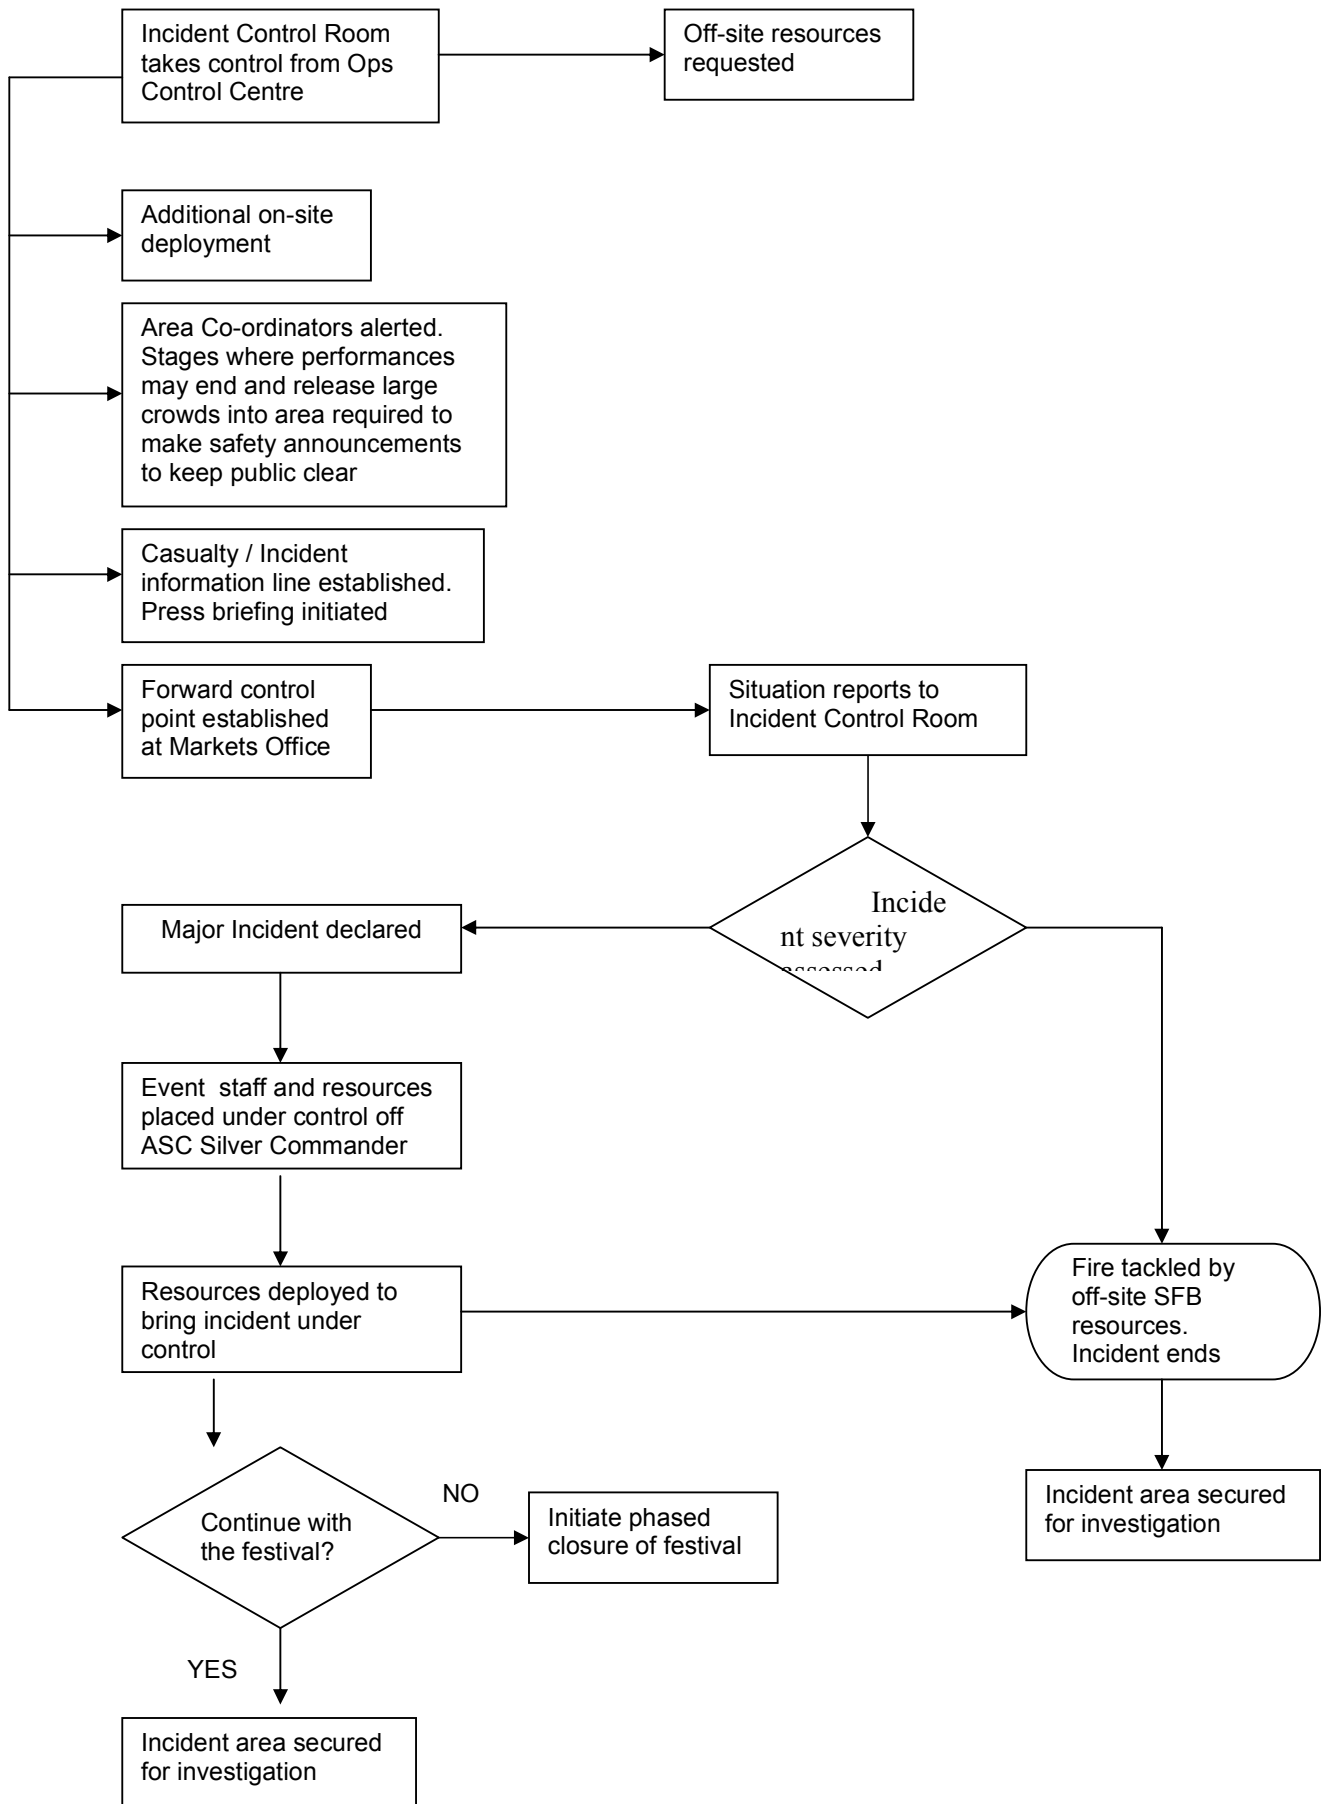 Incident Control Room
takes control from Ops
Control Centre
Off-site resources
requested
Additional on-site
deployment
Area Co-ordinators alerted.
Stages where performances
may end and release large
crowds into area required to
make safety announcements
to keep public clear
Casualty / Incident
information line established.
Press briefing initiated
Forward control
point established
at Markets Office
Situation reports to
Incident Control Room
Incide
nt severity
assessed
Major Incident declared
Event staff and resources
placed under control off
ASC Silver Commander
Resources deployed to
bring incident under
control
Fire tackled by
off-site SFB
resources.
Incident ends
Continue with
the festival?
NO
Initiate phased
closure of festival
Incident area secured
for investigation
YES
Incident area secured
for investigation